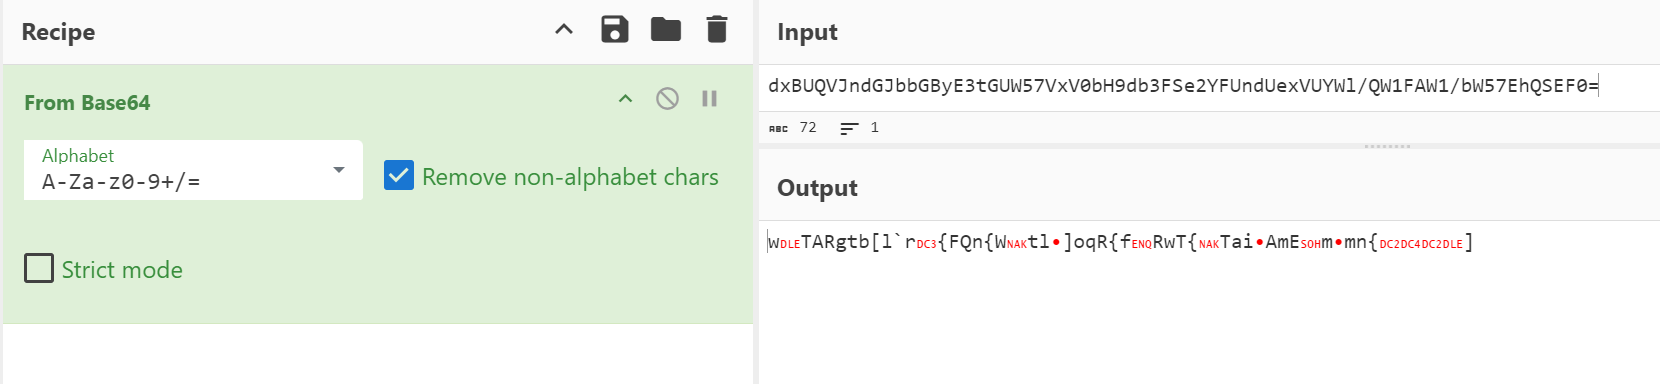 Recipe
From Base64
Alphabet
A-Za-z0-9+/=
Remove non-alphabet chars
Strict mode
Input
dxBUQVJndGJbbGByE3tGUW57VxV0bH9db3FSe2YFUndUexVUYWl/QW1FAW1/bW57EhQSEF0=
ABC 72 1
Output
wDLETARgtb[l`rDC3{FQn{WNAKtl•]oqR{fENQRwT{NAKTai•AmESOHm•mn{DC2DC4DC2DLE]